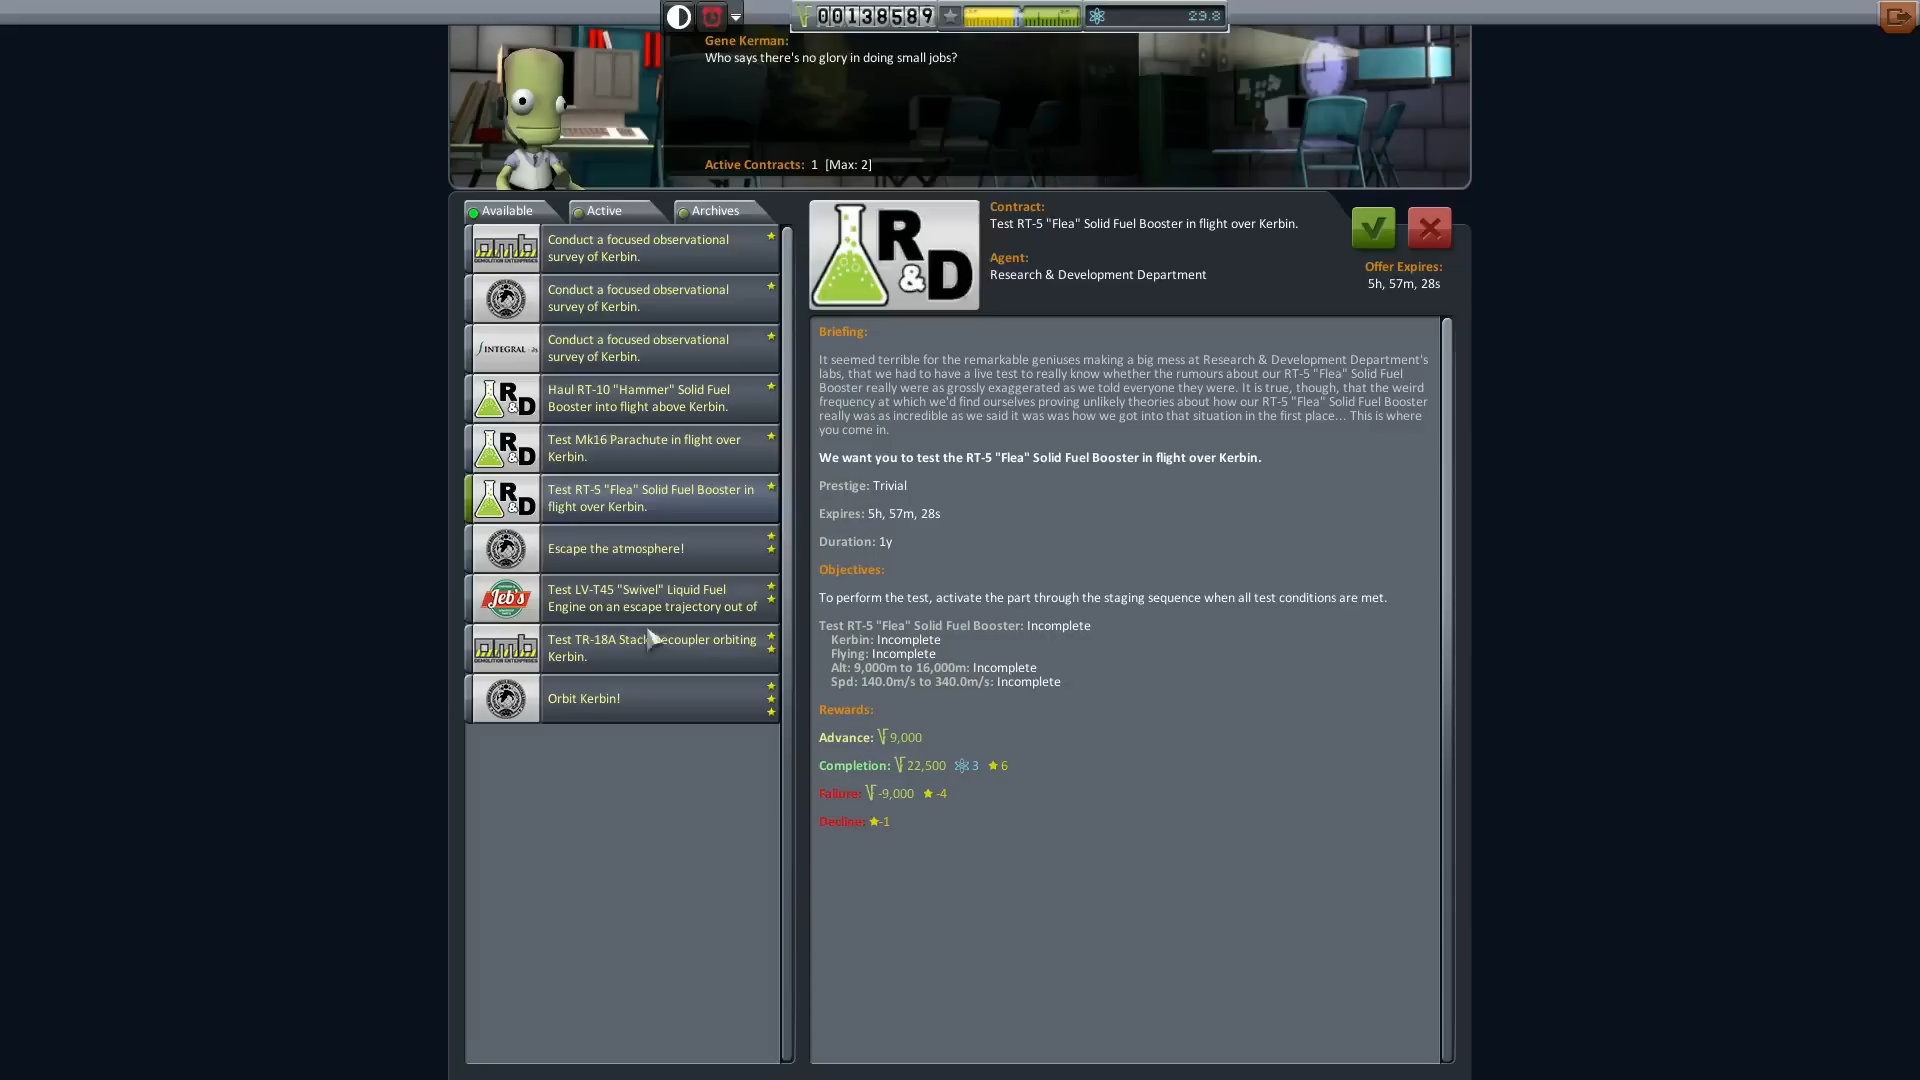 00138589
29.8
Gene Kerman:
Who says there's no glory in doing small jobs?
Active Contracts: 1 [Max: 2]
Available
Active
Archives
Conduct a focused observational
survey of Kerbin.
Conduct a focused observational
survey of Kerbin.
INTEGRAL
Conduct a focused observational
survey of Kerbin.
R&D
Haul RT-10 "Hammer" Solid Fuel
Booster into flight above Kerbin.
R&D
Test Mk16 Parachute in flight over
Kerbin.
R&D
Test RT-5 "Flea" Solid Fuel Booster in
flight over Kerbin.
Escape the atmosphere!
Jeb's
Test LV-T45 "Swivel" Liquid Fuel
Engine on an escape trajectory out of
Test TR-18A Stack Decoupler orbiting
Kerbin.
Orbit Kerbin!
R&D
Contract:
Test RT-5 "Flea" Solid Fuel Booster in flight over Kerbin.
Agent:
Research & Development Department
Offer Expires:
5h, 57m, 28s
Briefing:
It seemed terrible for the remarkable geniuses making a big mess at Research & Development Department's
labs, that we had to have a live test to really know whether the rumours about our RT-5 "Flea" Solid Fuel
Booster really were as grossly exaggerated as we told everyone they were. It is true, though, that the weird
frequency at which we'd find ourselves proving unlikely theories about how our RT-5 "Flea" Solid Fuel Booster
really was as incredible as we said it was was how we got into that situation in the first place... This is where
you come in.
We want you to test the RT-5 "Flea" Solid Fuel Booster in flight over Kerbin.
Prestige: Trivial
Expires: 5h, 57m, 28s
Duration: 1y
Objectives:
To perform the test, activate the part through the staging sequence when all test conditions are met.
Test RT-5 "Flea" Solid Fuel Booster: Incomplete
Kerbin: Incomplete
Flying: Incomplete
Alt: 9,000m to 16,000m: Incomplete
Spd: 140.0m/s to 340.0m/s: Incomplete
Rewards:
Advance: 9,000
Completion: 22,500 3 6
Failure: -9,000 -4
Decline: -1